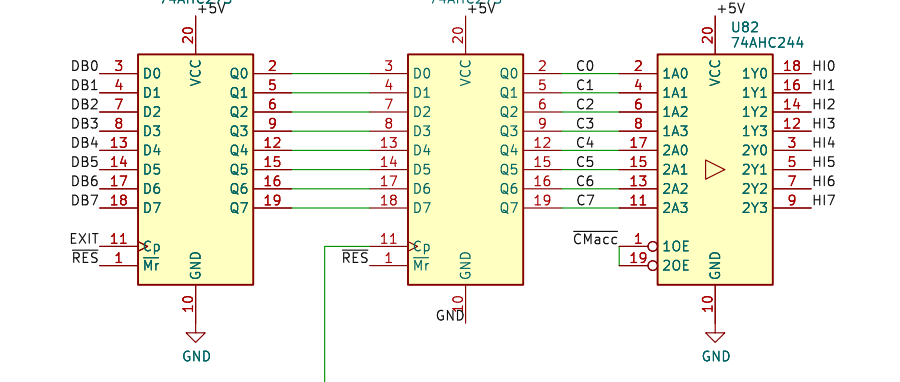 74AHC273 74AHC273
+5V +5V +5V
U82
74AHC244
20 20 20
VCC VCC VCC
DB0 3 D0 Q0 2 3 D0 Q0 2 C0 2 1A0 1Y0 18 HI0
DB1 4 D1 Q1 5 4 D1 Q1 5 C1 4 1A1 1Y1 16 HI1
DB2 7 D2 Q2 6 7 D2 Q2 6 C2 6 1A2 1Y2 14 HI2
DB3 8 D3 Q3 9 8 D3 Q3 9 C3 8 1A3 1Y3 12 HI3
DB4 13 D4 Q4 12 13 D4 Q4 12 C4 17 2A0 2Y0 3 HI4
DB5 14 D5 Q5 15 14 D5 Q5 15 C5 15 2A1 2Y1 5 HI5
DB6 17 D6 Q6 16 17 D6 Q6 16 C6 13 2A2 2Y2 7 HI6
DB7 18 D7 Q7 19 18 D7 Q7 19 C7 11 2A3 2Y3 9 HI7
EXIT 11 Cp 11 Cp CMacc 1 1OE
RES 1 Mr RES 1 Mr 19 2OE
GND GND GND
10 10 10
GND
GND GND